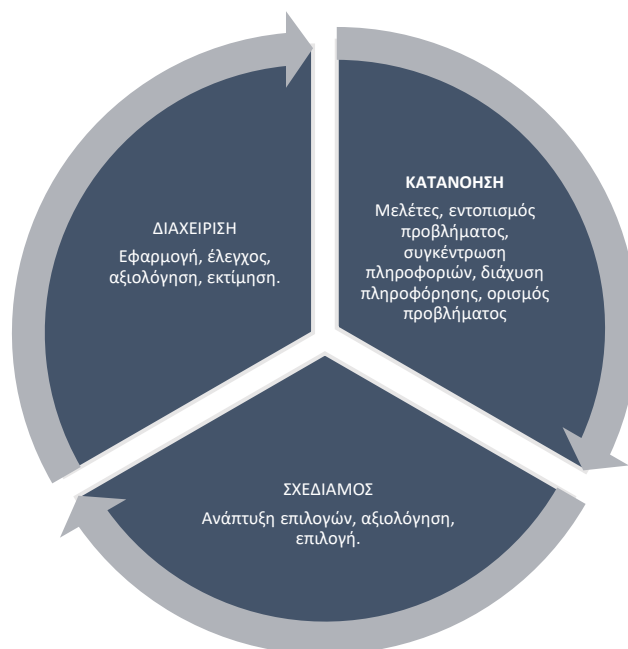 ΚΑΤΑΝΟΗΣΗ
Μελέτες, εντοπισμός
προβλήματος,
συγκέντρωση
πληροφοριών, διάχυση
πληροφόρησης, ορισμός
προβλήματος
ΣΧΕΔΙΑΜΟΣ
Ανάπτυξη επιλογών, αξιολόγηση,
επιλογή.
ΔΙΑΧΕΙΡΙΣΗ
Εφαρμογή, έλεγχος,
αξιολόγηση, εκτίμηση.